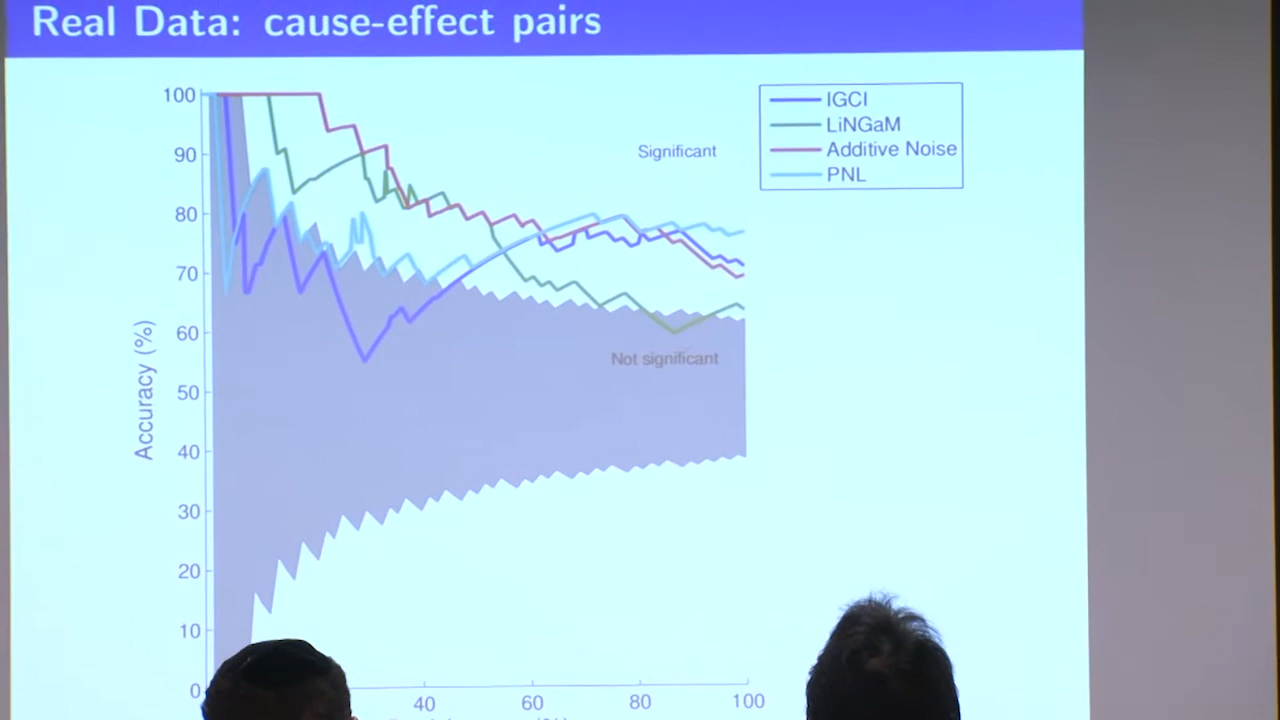 Real Data: cause-effect pairs
100
90
80
70
60
50
40
30
20
10
0
Accuracy (%)
Significant
Not significant
IGCI
LiNGaM
Additive Noise
PNL
40
60
80
100